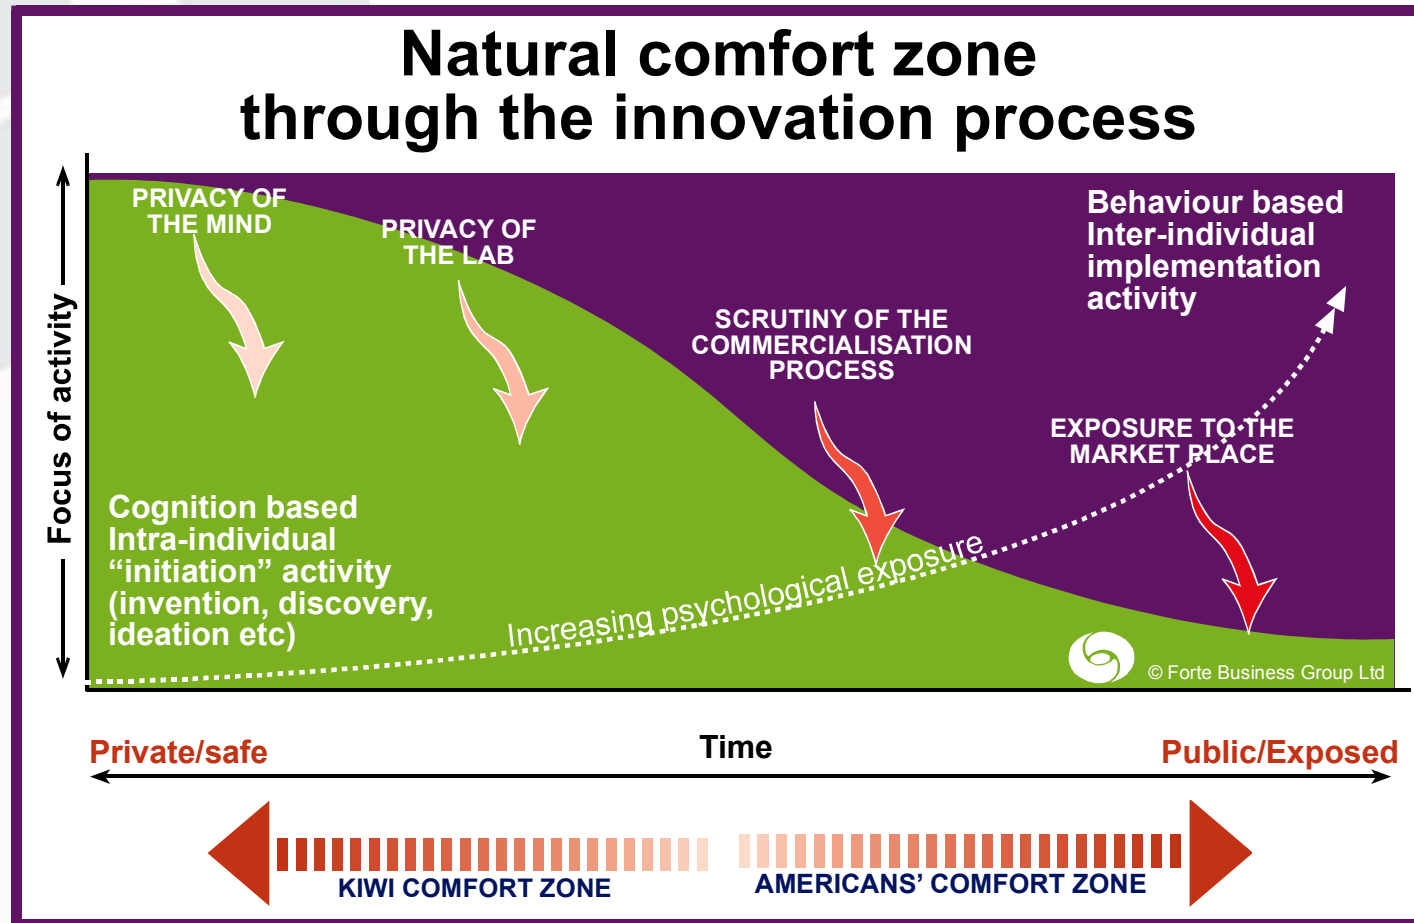 Natural comfort zone
through the innovation process
Focus of activity
PRIVACY OF
THE MIND
PRIVACY OF
THE LAB
SCRUTINY OF THE
COMMERCIALISATION
PROCESS
Behaviour based
Inter-individual
implementation
activity
EXPOSURE TO THE
MARKET PLACE
Cognition based
Intra-individual
“initiation” activity
(invention, discovery,
ideation etc)
Increasing psychological exposure
© Forte Business Group Ltd
Private/safe
Time
Public/Exposed
KIWI COMFORT ZONE
AMERICANS’ COMFORT ZONE